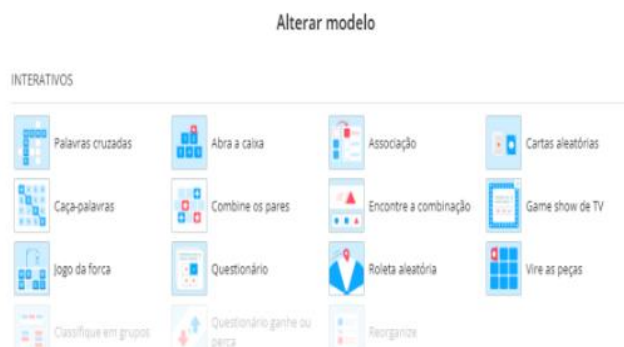 Alterar modelo
INTERATIVOS
Palavras cruzadas
Abra a caixa
Associação
Cartas aleatórias
Caça-palavras
Combine os pares
Encontre a combinação
Game show de TV
Jogo da forca
Questionário
Roleta aleatória
Vire as peças
Classifique em grupos
Questionário ganhe ou
perca
Reorganize